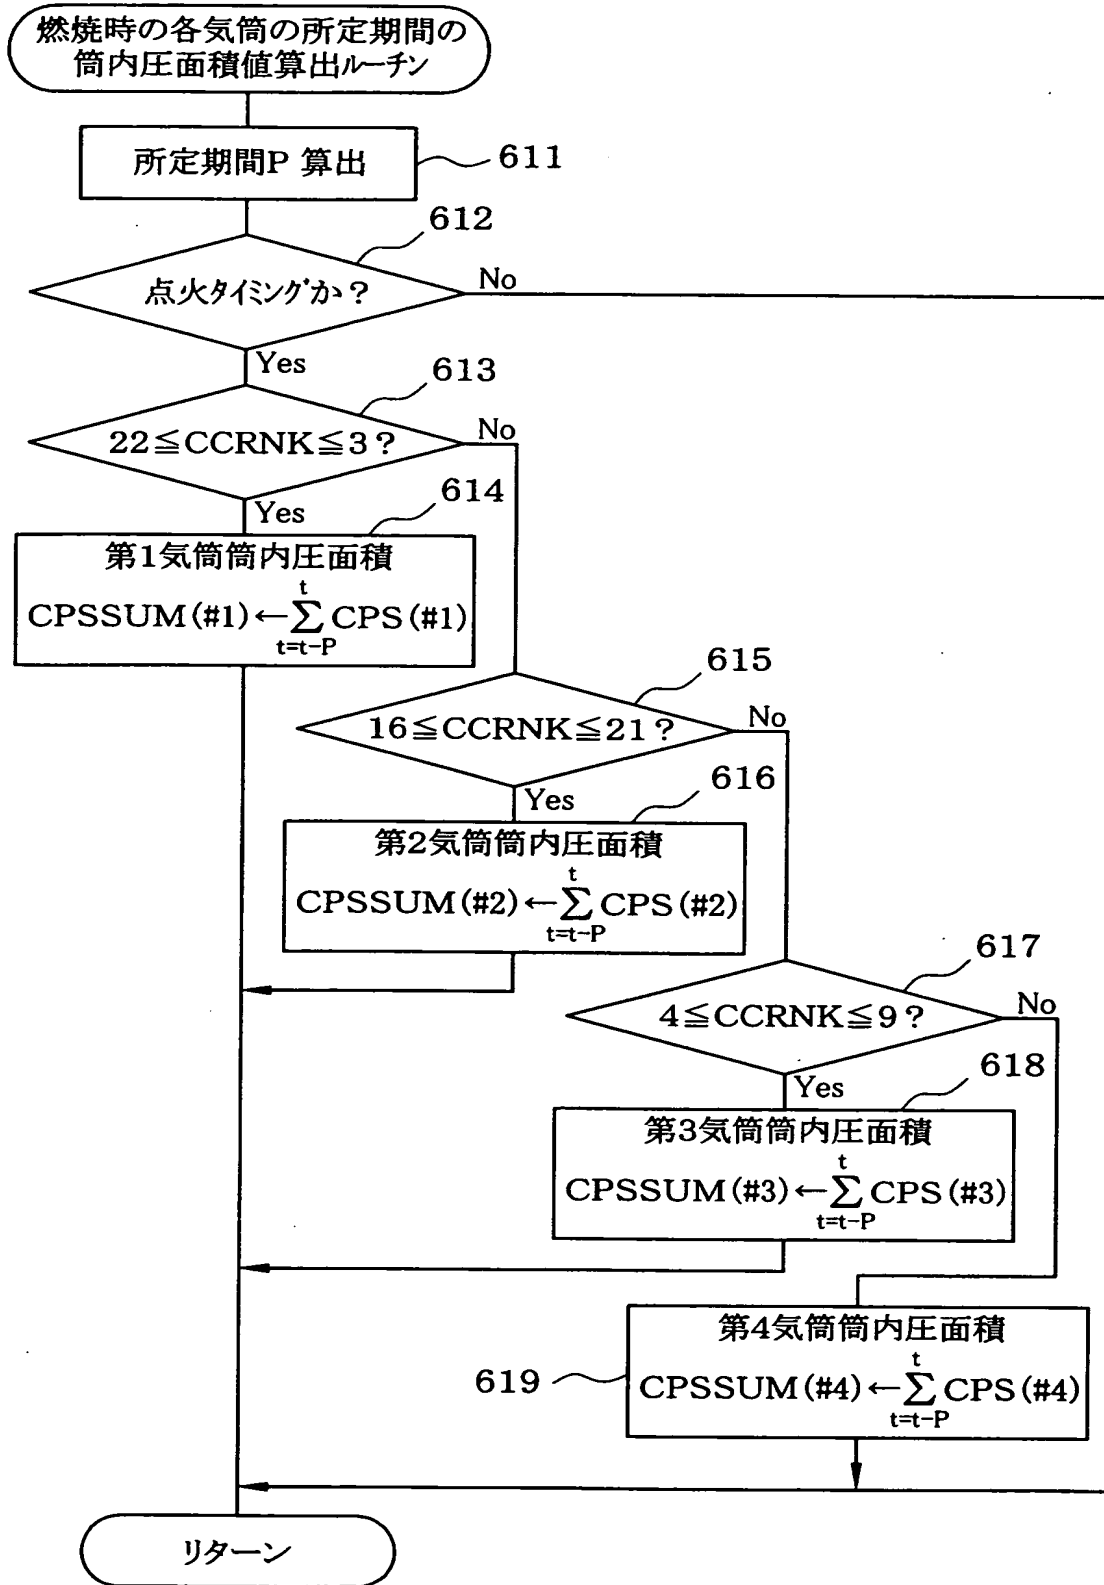 燃焼時の各気筒の所定期間の
筒内圧面積値算出ルーチン
所定期間P 算出
611
612
点火タイミングか？
No
Yes
613
22≦CCRNK≦3？
No
Yes
614
第1気筒筒内圧面積
CPSSUM(#1)←∑CPS(#1)
t
t=t-P
615
16≦CCRNK≦21？
No
Yes
616
第2気筒筒内圧面積
CPSSUM(#2)←∑CPS(#2)
t
t=t-P
617
4≦CCRNK≦9？
No
Yes
618
第3気筒筒内圧面積
CPSSUM(#3)←∑CPS(#3)
t
t=t-P
第4気筒筒内圧面積
619
CPSSUM(#4)←∑CPS(#4)
t
t=t-P
リターン